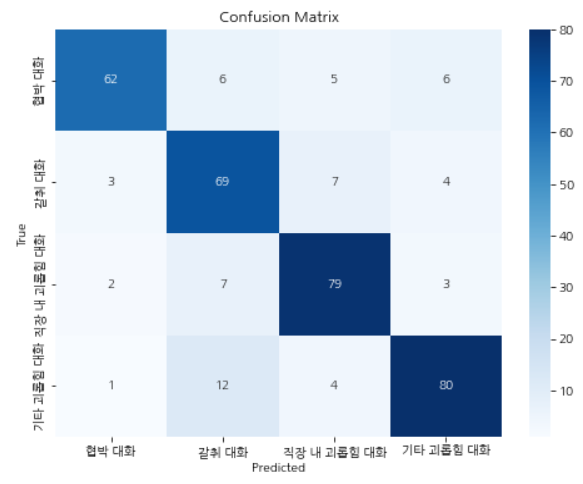 Confusion Matrix
협박 대화
62 6 5 6
갈취 대화
3 69 7 4
직장 내 괴롭힘 대화
2 7 79 3
기타 괴롭힘 대화
1 12 4 80
True
협박 대화 갈취 대화 직장 내 괴롭힘 대화 기타 괴롭힘 대화
Predicted
80
70
60
50
40
30
20
10